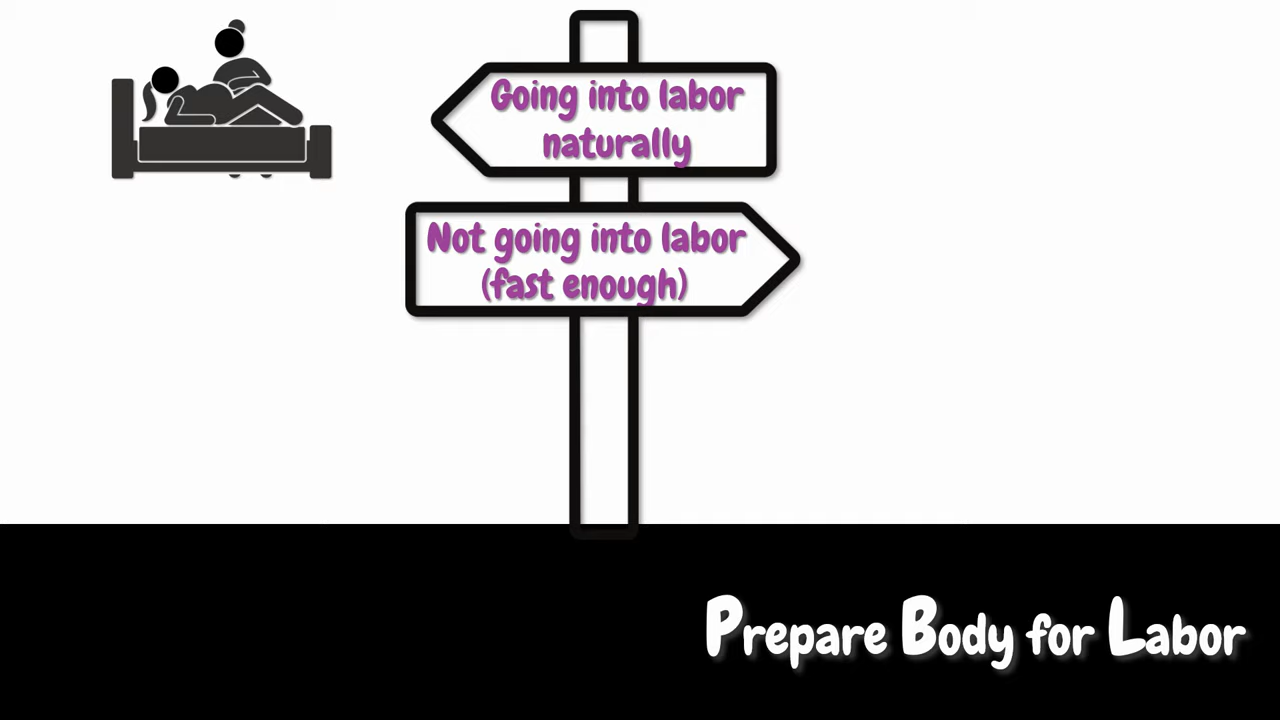 Going into labor
naturally
Not going into labor
(fast enough)
Prepare Body for Labor